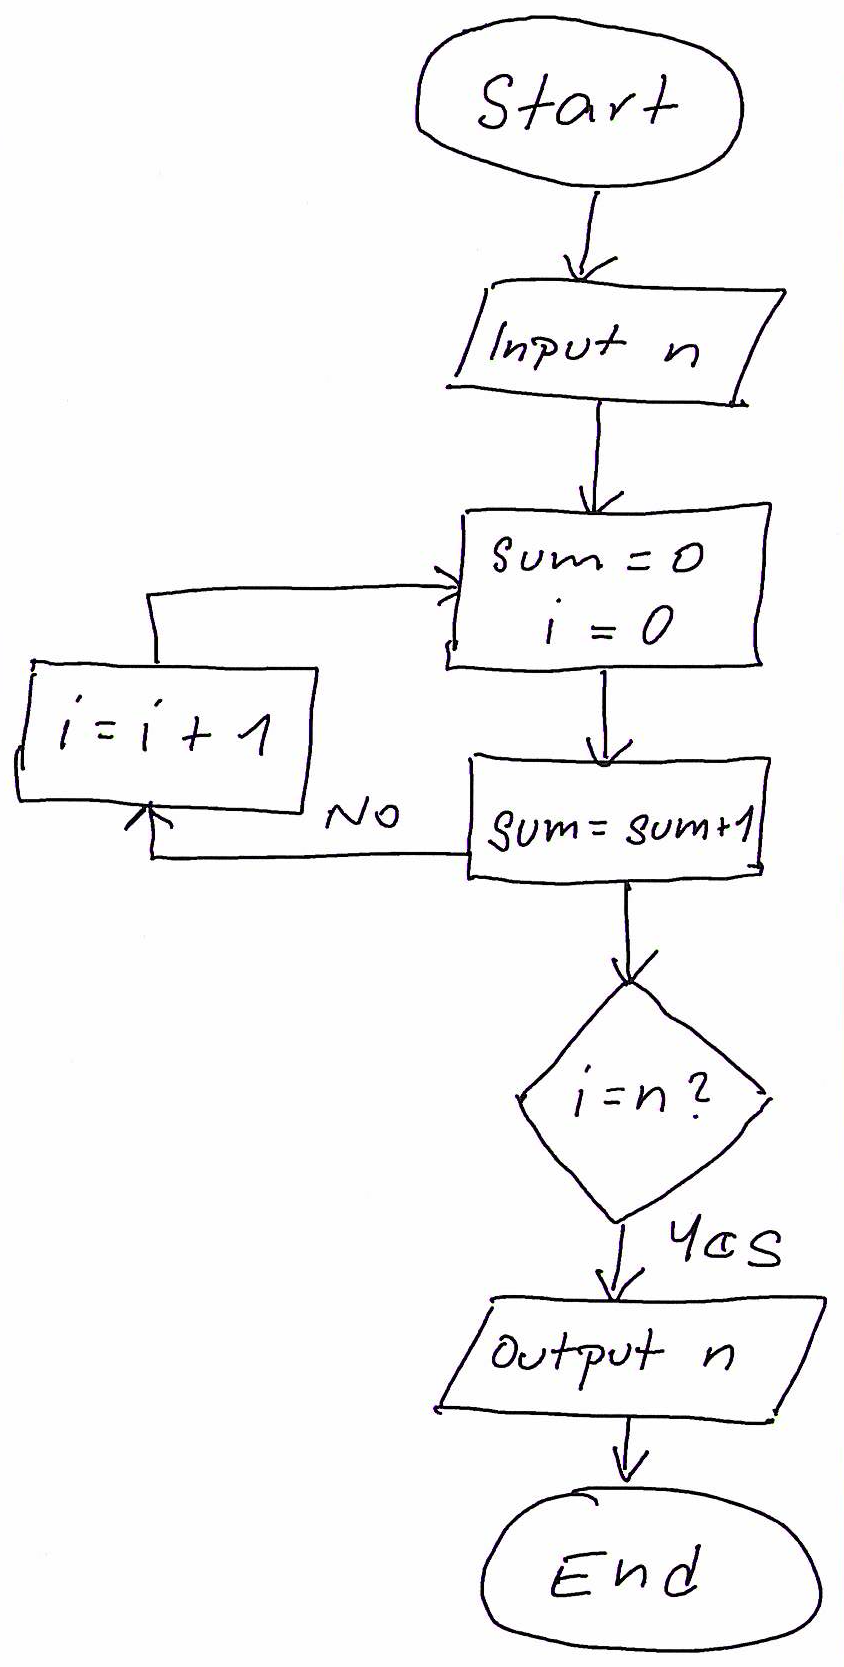 Start
Input n
sum = 0
i = 0
i = i + 1
No
sum = sum+1
i = n ?
Yes
Output n
End